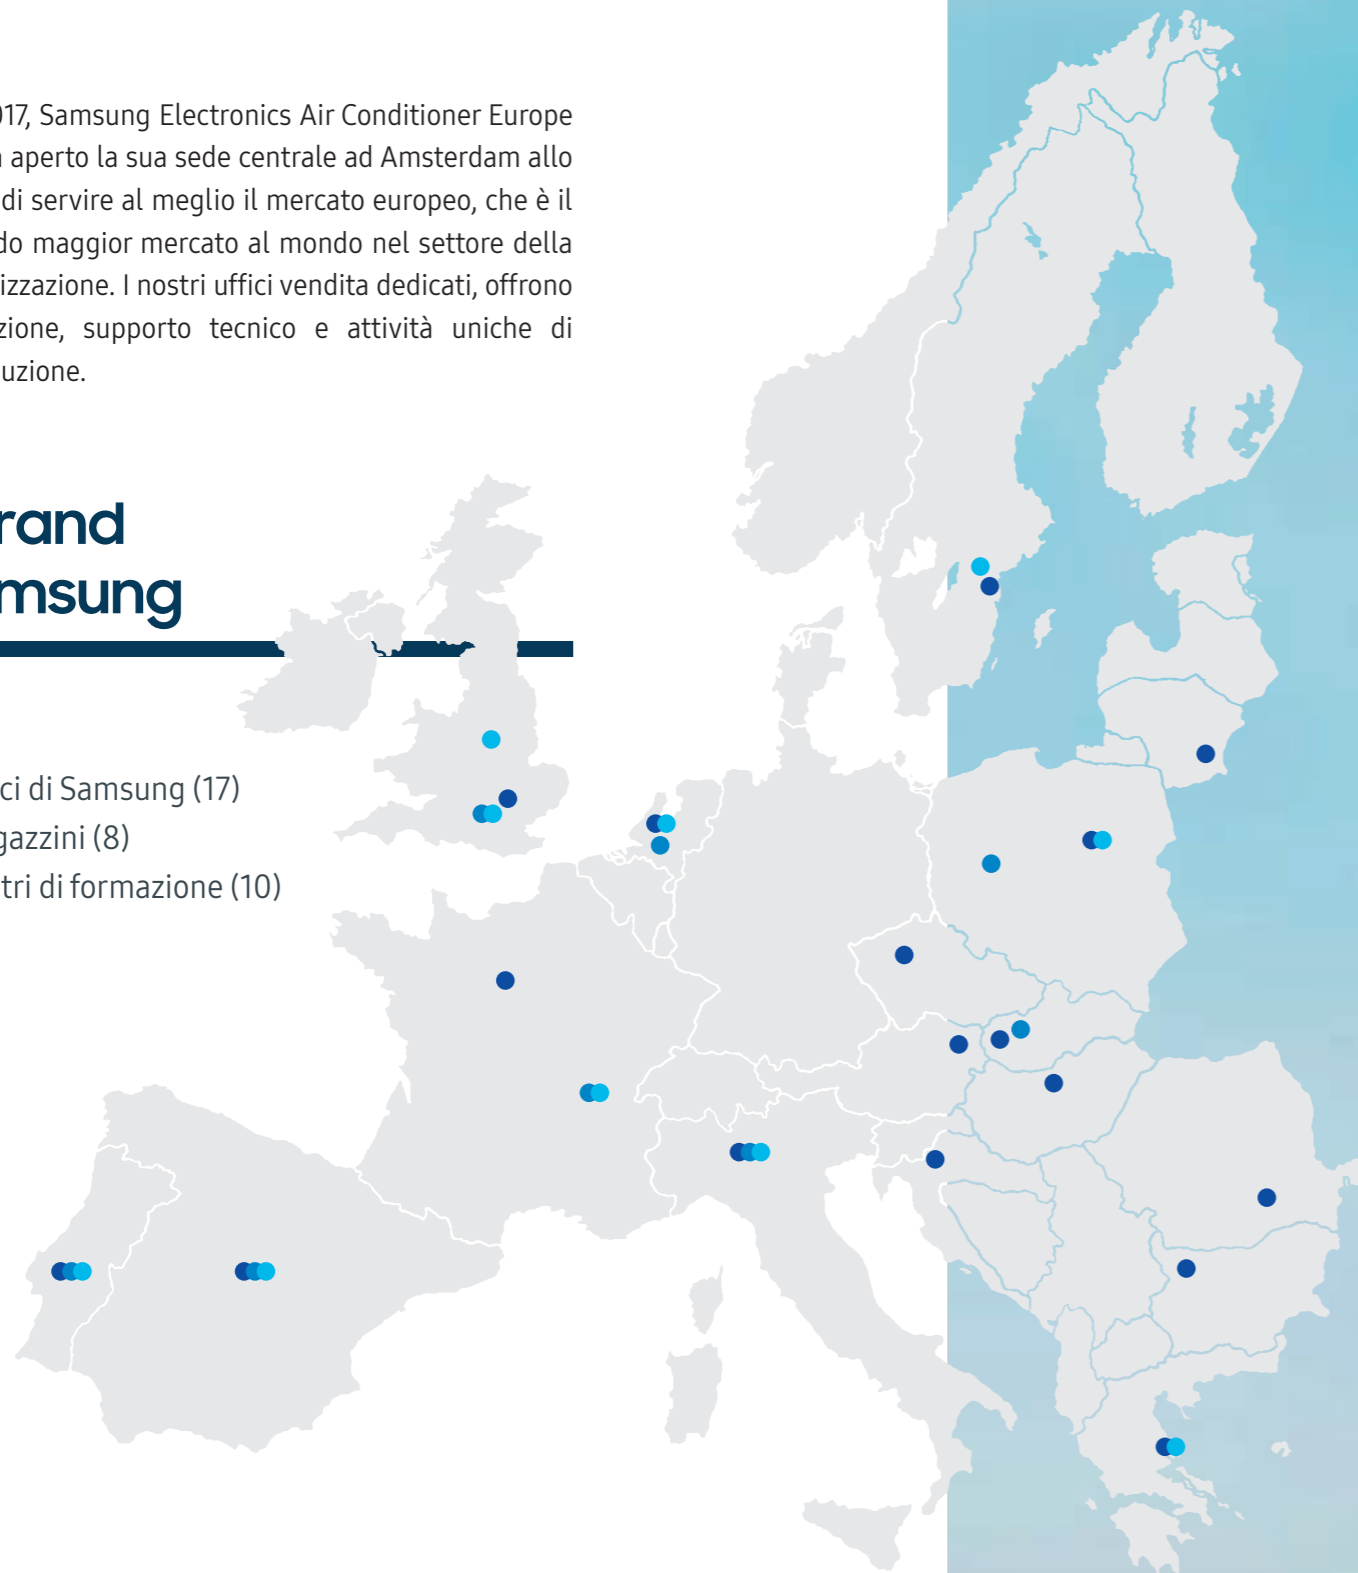 017, Samsung Electronics Air Conditioner Europe
aperto la sua sede centrale ad Amsterdam allo
di servire al meglio il mercato europeo, che è il
do maggior mercato al mondo nel settore della
izzazione. I nostri uffici vendita dedicati, offrono
zione, supporto tecnico e attività uniche di
uzione.
rand
msung
ci di Samsung (17)
gazzini (8)
tri di formazione (10)